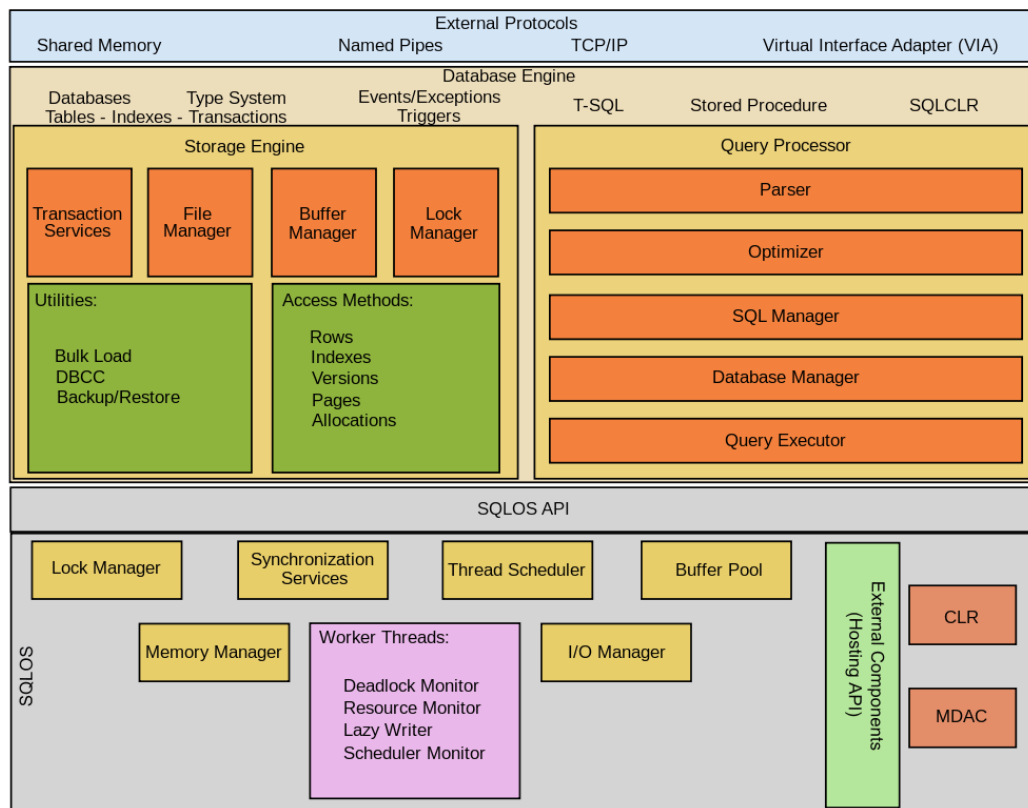 External Protocols
Shared Memory
Named Pipes
TCP/IP
Virtual Interface Adapter (VIA)
Database Engine
Databases
Type System
Tables - Indexes - Transactions
Events/Exceptions
Triggers
T-SQL
Stored Procedure
SQLCLR
Storage Engine
Transaction
Services
File
Manager
Buffer
Manager
Lock
Manager
Utilities:
Bulk Load
DBCC
Backup/Restore
Access Methods:
Rows
Indexes
Versions
Pages
Allocations
Query Processor
Parser
Optimizer
SQL Manager
Database Manager
Query Executor
SQLOS API
SQLOS
Lock Manager
Synchronization
Services
Thread Scheduler
Buffer Pool
Memory Manager
Worker Threads:
Deadlock Monitor
Resource Monitor
Lazy Writer
Scheduler Monitor
I/O Manager
External Components
(Hosting API)
CLR
MDAC